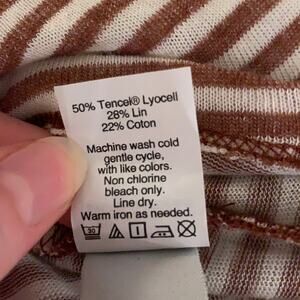 50% Tencel® Lyocell
28% Lin
22% Coton
Machine wash cold
gentle cycle,
with like colors.
Non chlorine
bleach only.
Line dry.
Warm iron as needed.
30